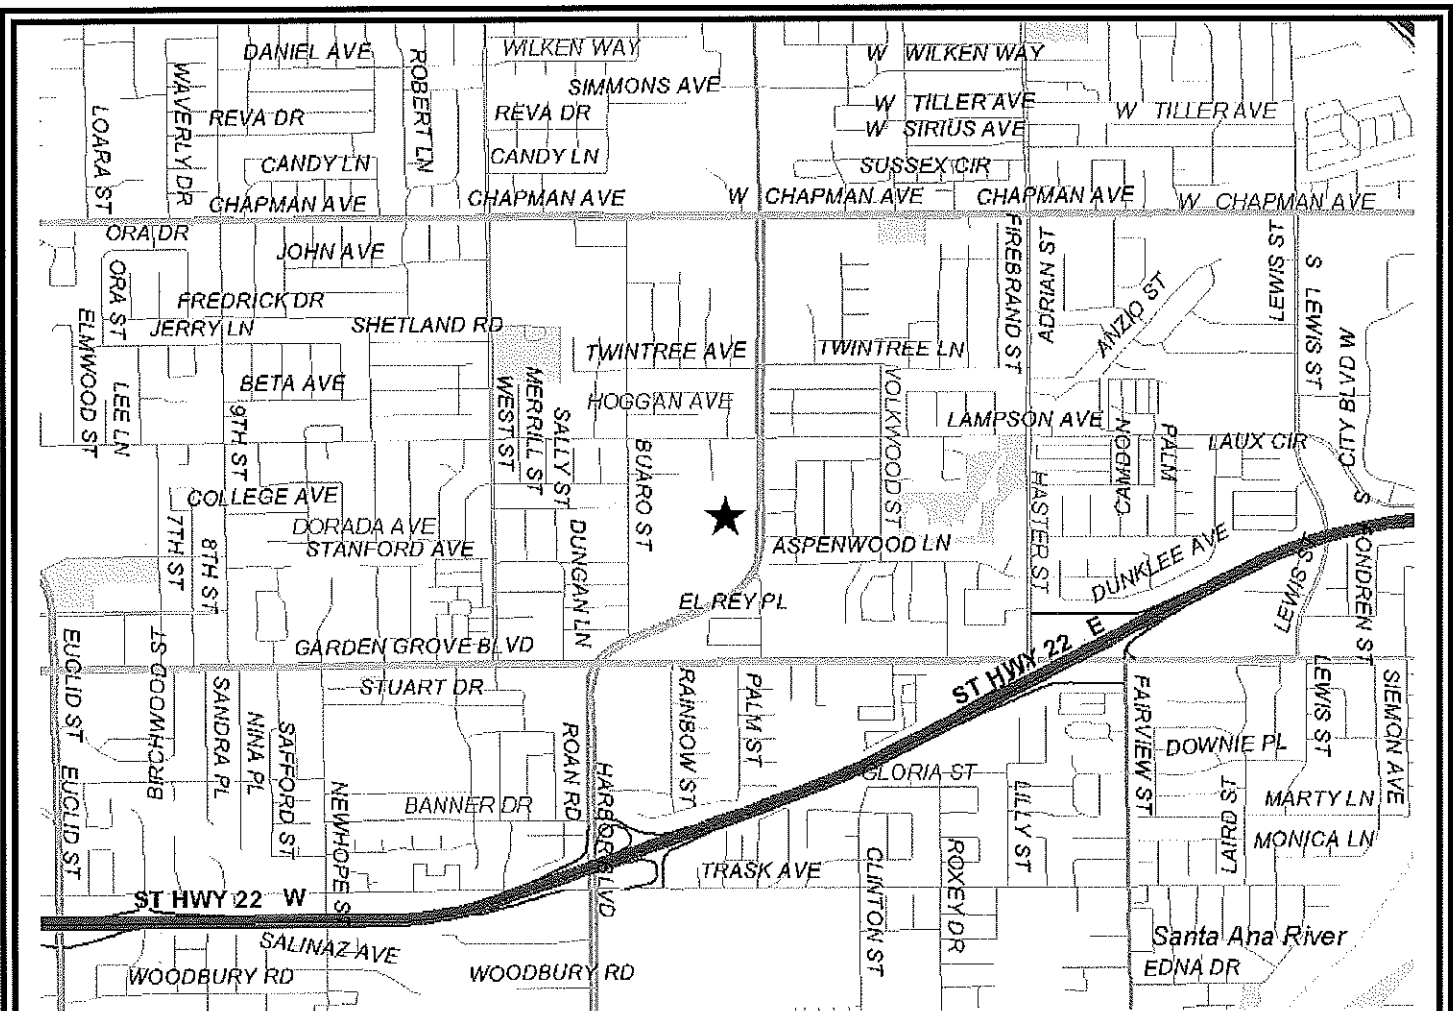 DANIEL AVE
WILKEN WAY
W WILKEN WAY
ROBERT LN
WAVERLY DR
SIMMONS AVE
LOARA ST
REVA DR
REVA DR
W TILLER AVE
W TILLER AVE
W SIRIUS AVE
CANDY LN
CANDY LN
SUSSEX CIR
CHAPMAN AVE
CHAPMAN AVE
W CHAPMAN AVE
CHAPMAN AVE
W CHAPMAN AVE
ORA DR
JOHN AVE
FIREBRAND ST
ADRIAN ST
LEWIS ST
S LEWIS ST
ORA ST
FREDRICK DR
ANZIO ST
JERRY LN
SHETLAND RD
ELMWOOD ST
TWINTREE AVE
TWINTREE LN
CITY BLVD W
LEE LN
BETA AVE
WEST ST
MERRILL ST
HOGGAN AVE
VOLKWOOD ST
9TH ST
SALLY ST
LAMPSON AVE
CANNON
PALM
LAUX CIR
BUARO ST
COLLEGE AVE
HASTER ST
S
DORADA AVE
7TH ST
8TH ST
STANFORD AVE
DUNGAN LN
ASPENWOOD LN
DUNKLEE AVE
LEWIS ST
EL REY PL
GARDEN GROVE BLVD
ST HWY 22 E
EUCLID ST
BIRCHWOOD ST
STUART DR
SANDRA PL
NINA PL
SAFFORD ST
RAINBOW ST
PALM ST
FAIRVIEW ST
LEWIS ST
SIEMON AVE
ROAN RD
DOWNIE PL
EUCLID ST
NEWHOPE ST
HARBOR BLVD
GLORIA ST
LILLY ST
BANNER DR
LAIRD ST
MARTY LN
MONICA LN
TRASK AVE
CLINTON ST
ROXEY DR
ST HWY 22 W
SALINAZ AVE
Santa Ana River
WOODBURY RD
WOODBURY RD
EDNA DR